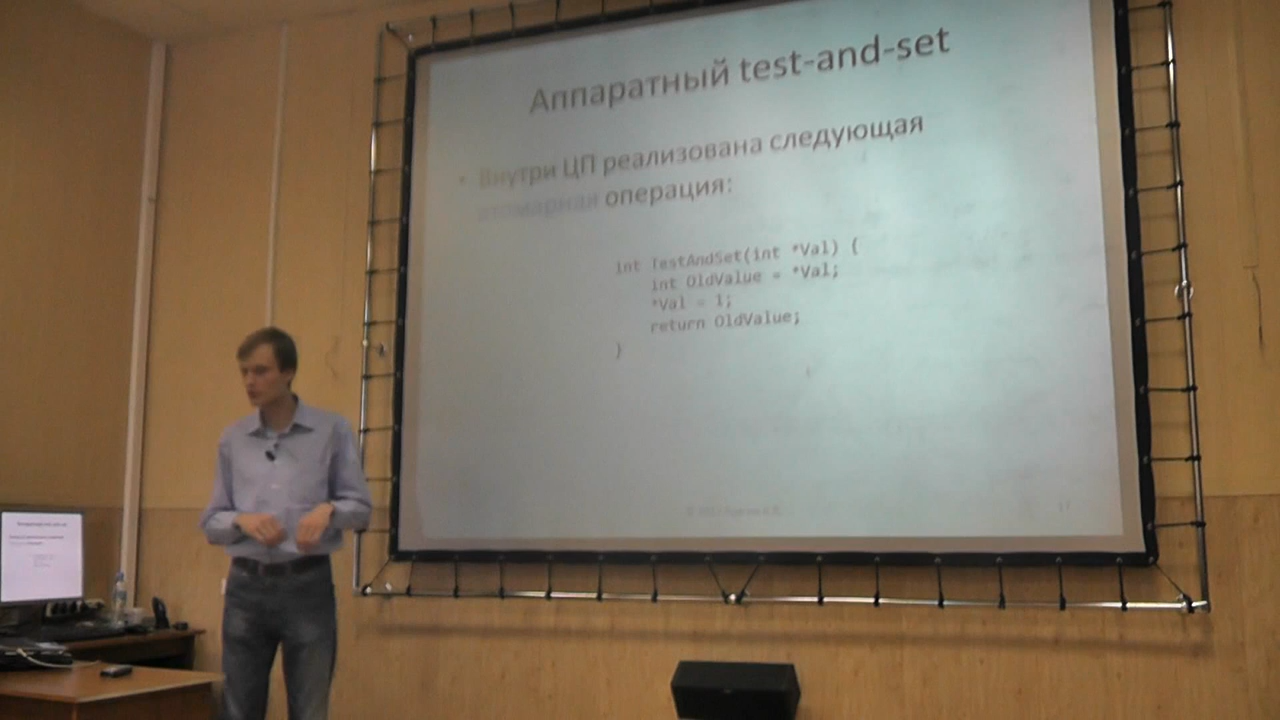 Аппаратный test-and-set
• Внутри ЦП реализована следующая
атомарная операция:
int TestAndSet(int *Val) {
int OldValue = *Val;
*Val = 1;
return OldValue;
}